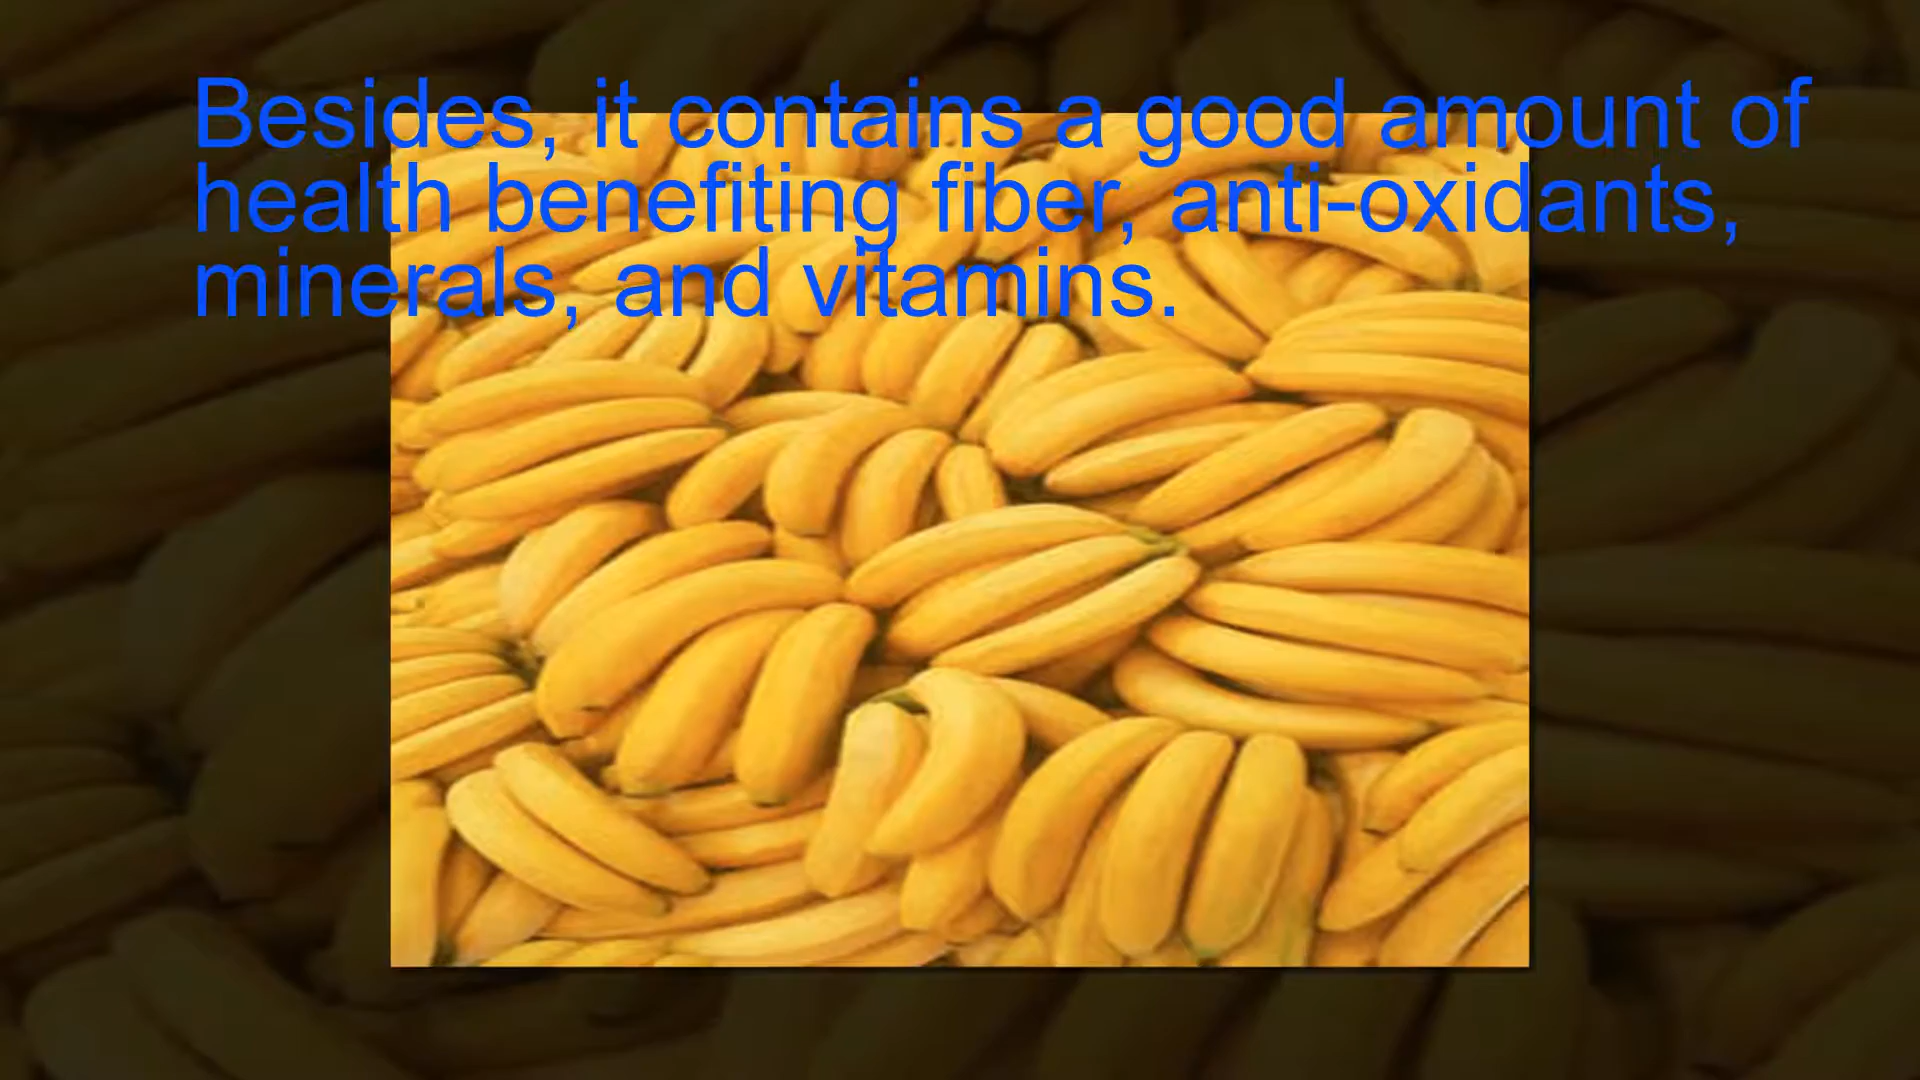 Besides, it contains a good amount of
health benefiting fiber, anti-oxidants,
minerals, and vitamins.